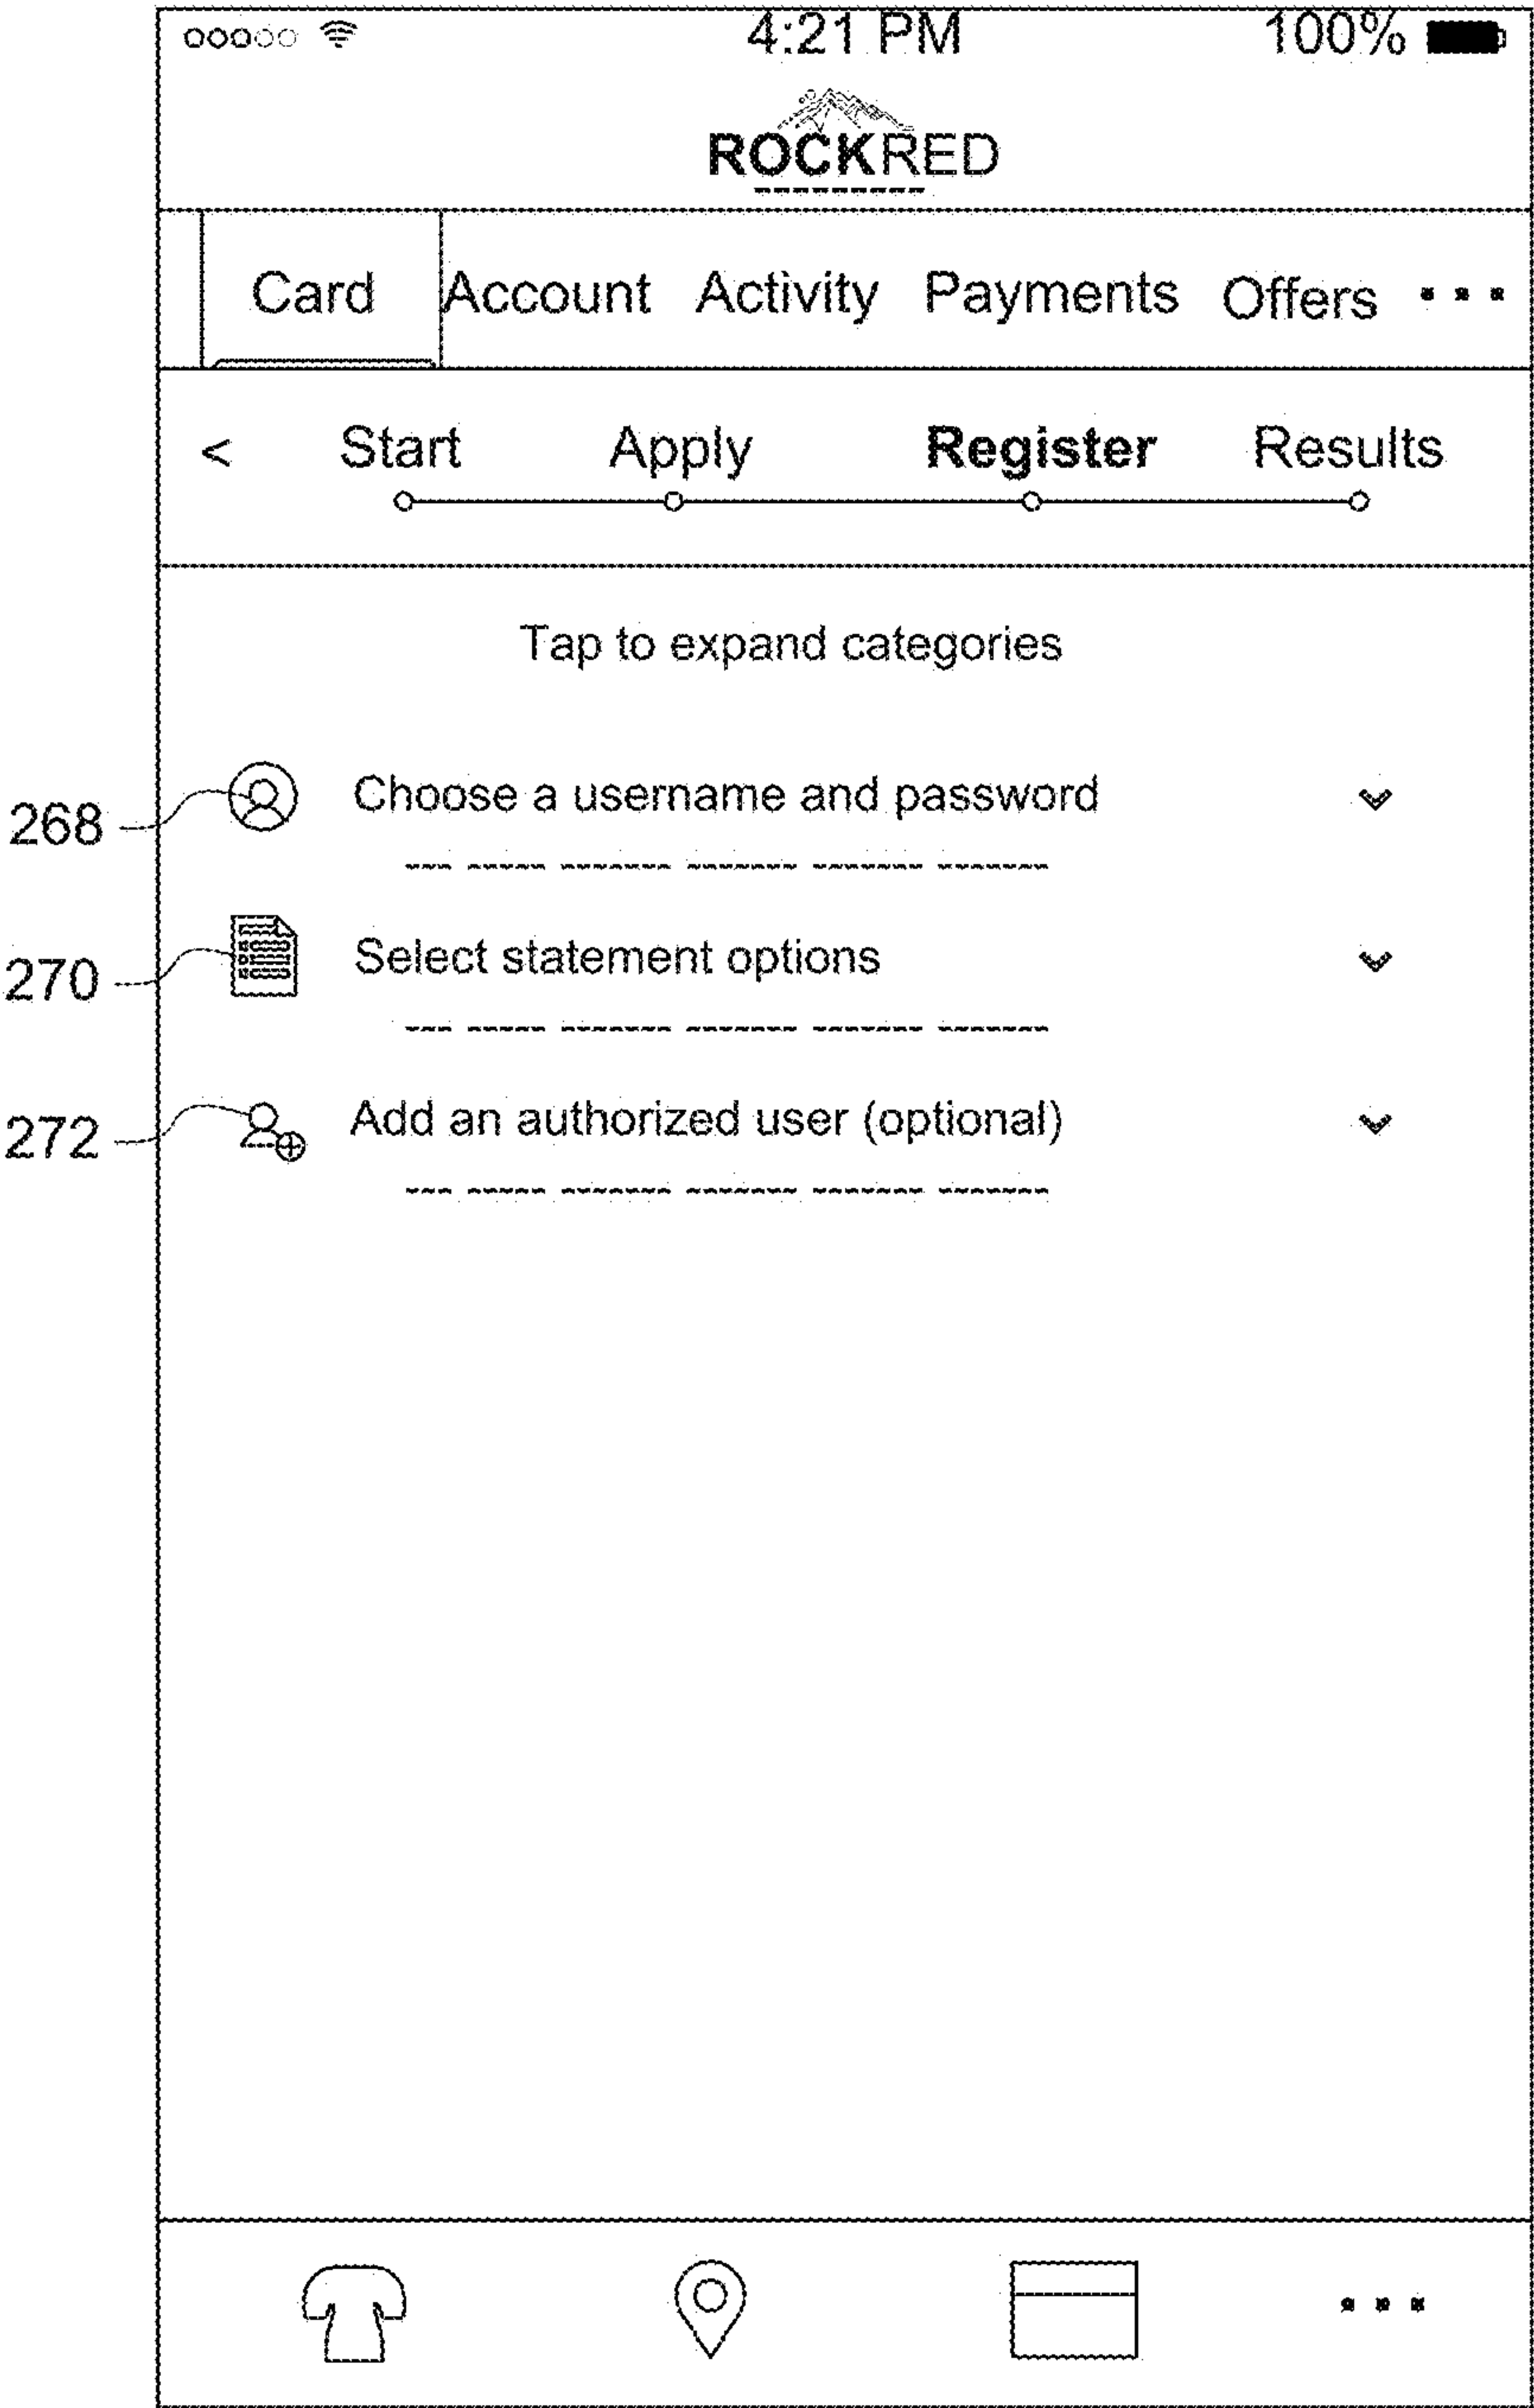 4:21 PM 100%
ROCKRED
Card Account Activity Payments Offers ...
< Start Apply Register Results
Tap to expand categories
268 Choose a username and password
270 Select statement options
272 Add an authorized user (optional)
...